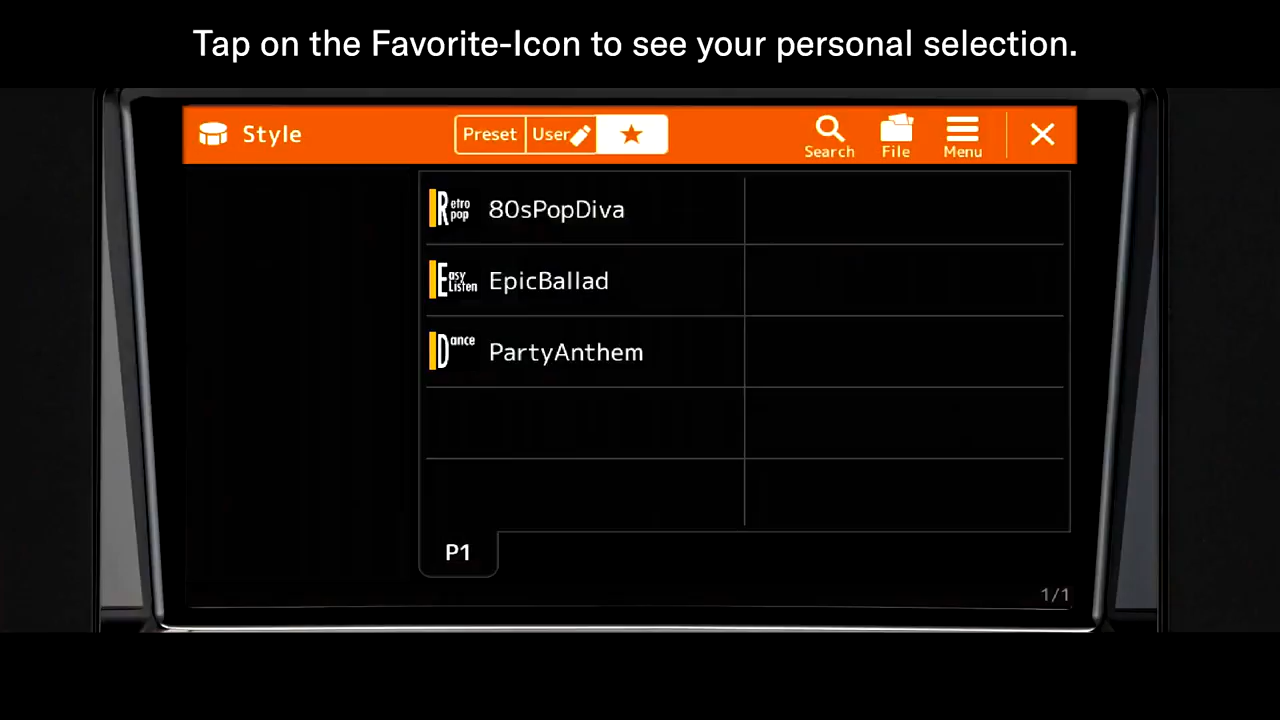 Tap on the Favorite-Icon to see your personal selection.
Style
Preset
User
Search
File
Menu
Retro pop 80sPopDiva
Easy Listen EpicBallad
Dance PartyAnthem
P1
1/1